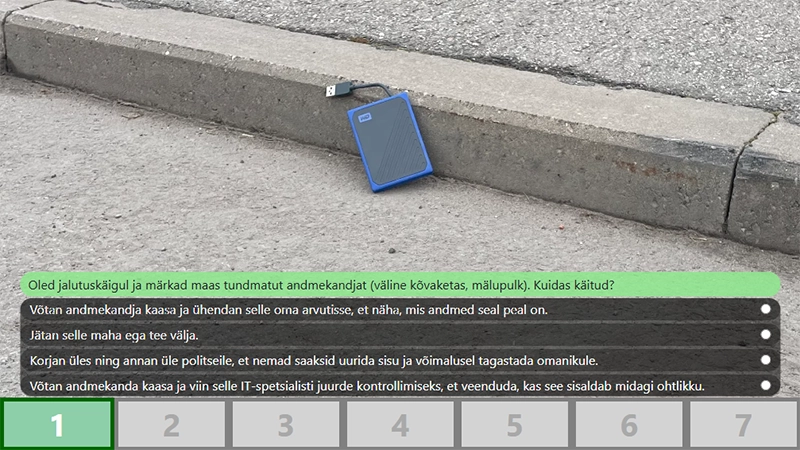 WD
Oled jalutuskäigul ja märkad maas tundmatut andmekandjat (väline kõvaketas, mälupulk). Kuidas käitud?
Võtan andmekandja kaasa ja ühendan selle oma arvutisse, et näha, mis andmed seal peal on.
Jätan selle maha ega tee välja.
Korjan üles ning annan üle politseile, et nemad saaksid uurida sisu ja võimalusel tagastada omanikule.
Võtan andmekanda kaasa ja viin selle IT-spetsialisti juurde kontrollimiseks, et veenduda, kas see sisaldab midagi ohtlikku.
1 2 3 4 5 6 7